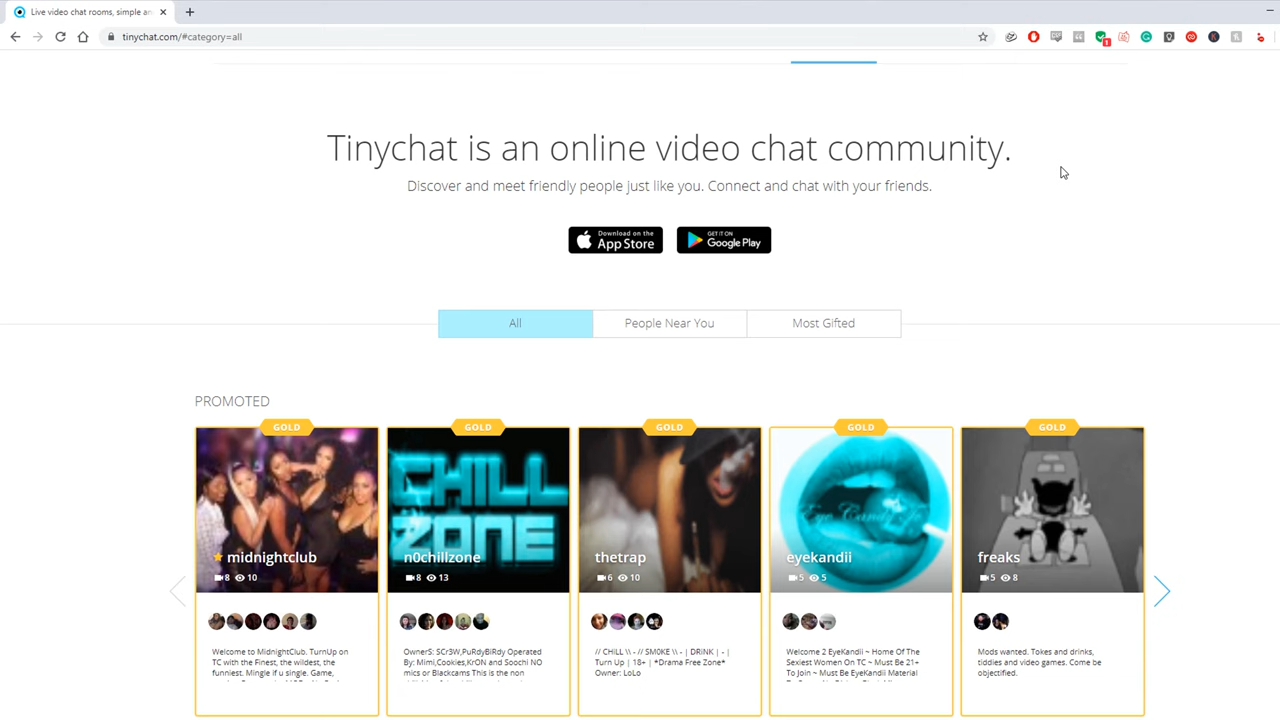 Live video chat rooms, simple an
tinychat.com/#category=all
1
Tinychat is an online video chat community.
Discover and meet friendly people just like you. Connect and chat with your friends.
Download on the
App Store
GET IT ON
Google Play
All
People Near You
Most Gifted
PROMOTED
GOLD
GOLD
GOLD
GOLD
GOLD
CHILL
ZONE
Eye Candy
midnightclub
n0chillzone
thetrap
eyekandii
freaks
8 10
8 13
6 10
5 5
5 8
Welcome to MidnightClub. TurnUp on
TC with the Finest, the wildest, the
funniest. Mingle if u single. Game,
OwnerS: SCr3W,PuRdyBiRdy Operated
By: Mimi,Cookies,KrON and Soochi NO
mics or Blackcams This is the non
// CHILL \\ - // SMOKE \\ - | DRINK | - |
Turn Up | 18+ | *Drama Free Zone*
Owner: LoLo
Welcome 2 EyeKandii ~ Home Of The
Sexiest Women On TC ~ Must Be 21+
To Join ~ Must Be EyeKandii Material
Mods wanted. Tokes and drinks,
tiddies and video games. Come be
objectified.